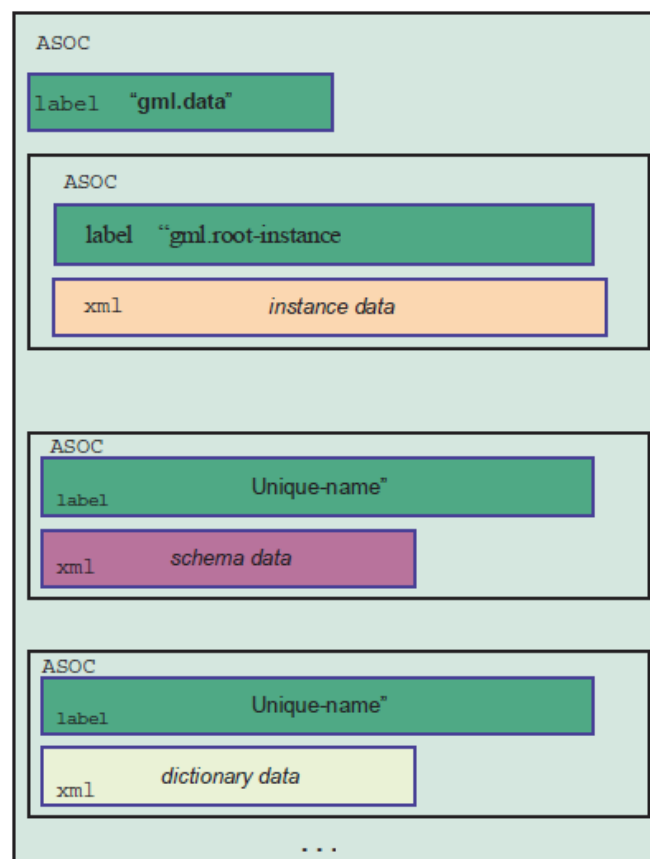 ASOC
label “gml.data”
ASOC
label “gml.root-instance
xml instance data
ASOC
label Unique-name”
xml schema data
ASOC
label Unique-name”
xml dictionary data
...